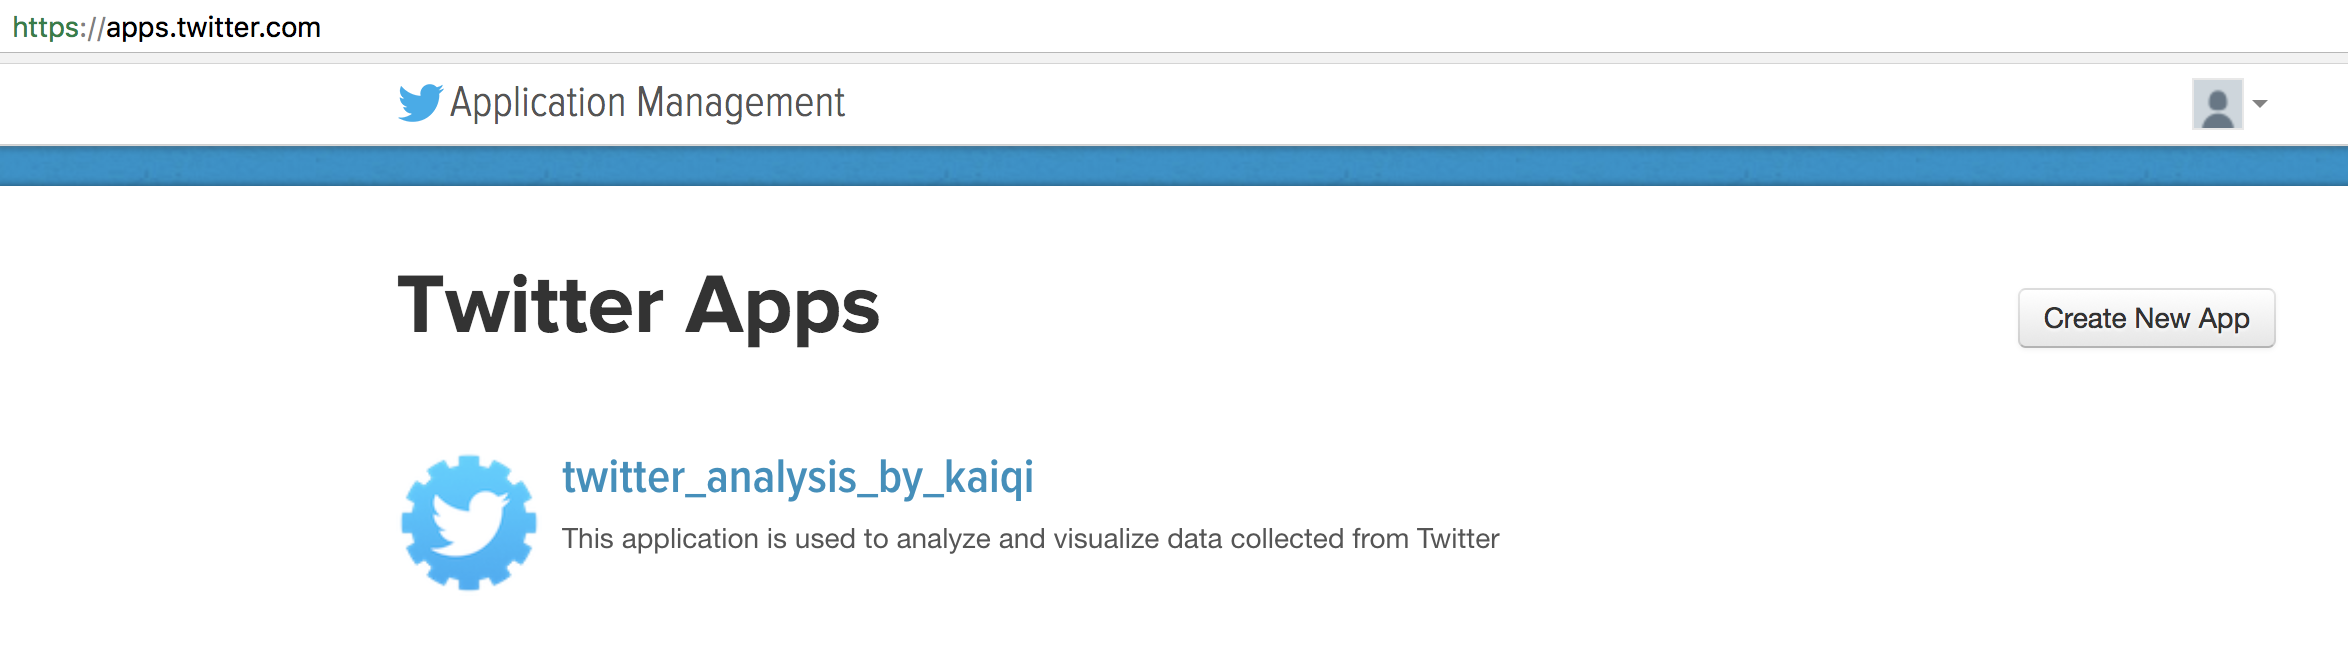 https://apps.twitter.com
Application Management
Twitter Apps
Create New App
twitter_analysis_by_kaiqi
This application is used to analyze and visualize data collected from Twitter